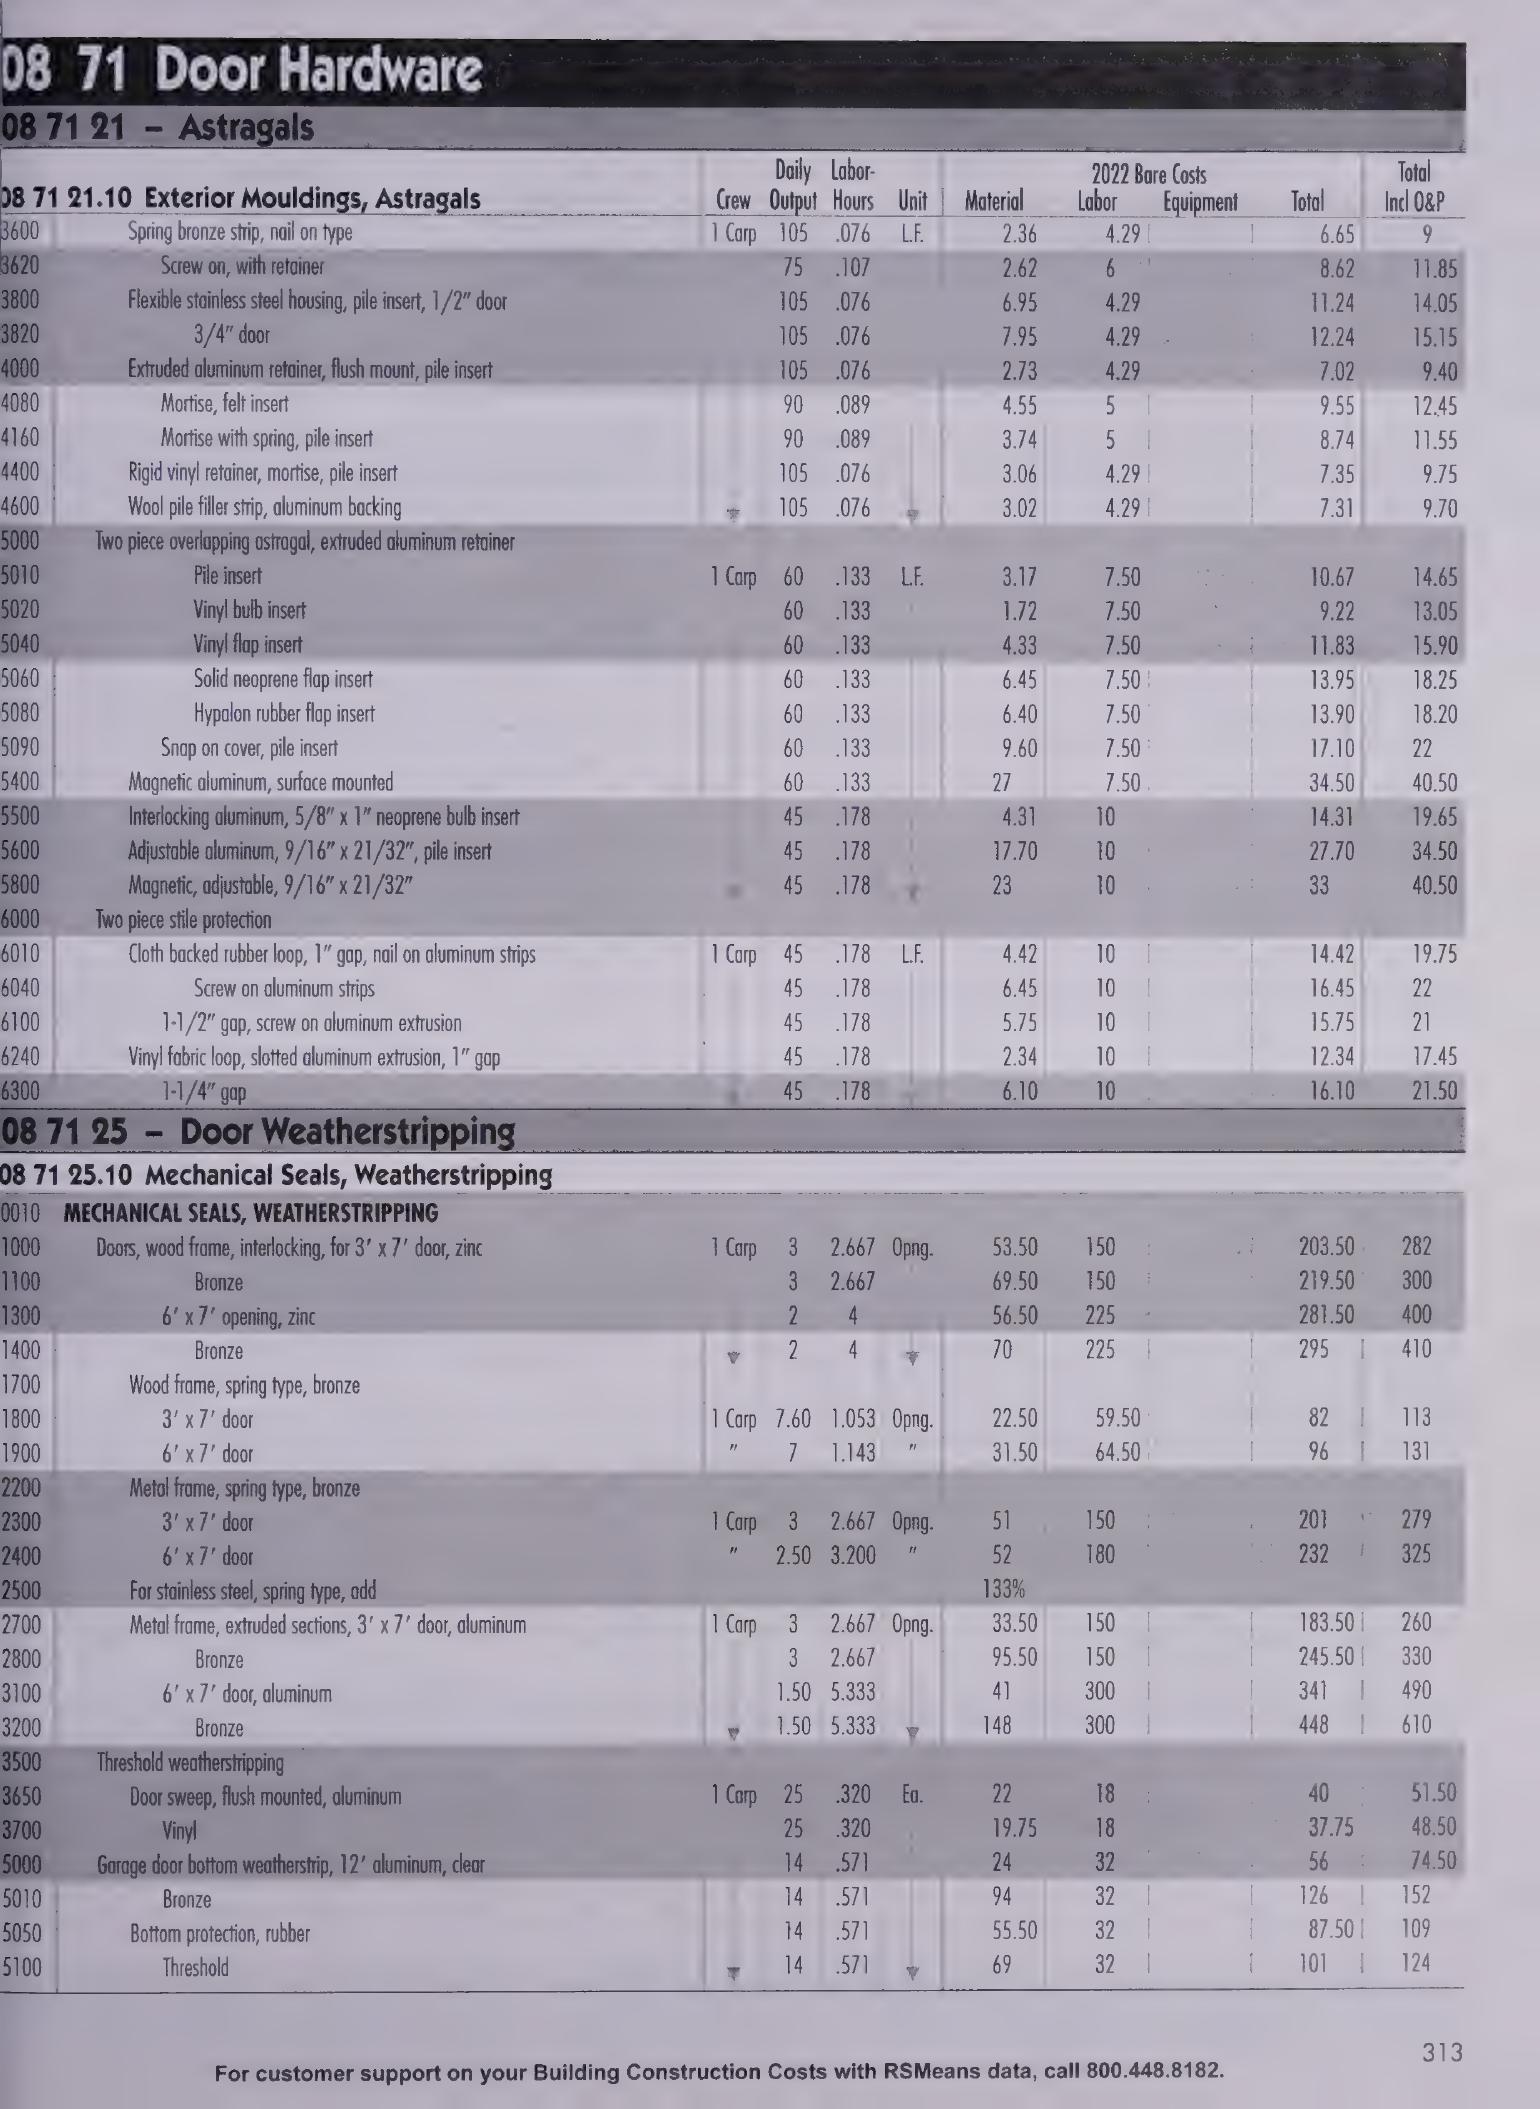 08 71 Door Hardware
08 71 21 – Astragals
08 71 21.10 Exterior Mouldings, Astragals Crew Daily Output Labor-Hours Unit Material 2022 Bare Costs Labor Equipment Total Total Incl O&P
3600 Spring bronze strip, nail on type 1 Carp 105 .076 L.F. 2.36 4.29 6.65 9
3620 Screw on, with retainer 75 .107 2.62 6 8.62 11.85
3800 Flexible stainless steel housing, pile insert, 1/2" door 105 .076 6.95 4.29 11.24 14.05
3820 3/4" door 105 .076 7.95 4.29 12.24 15.15
4000 Extruded aluminum retainer, flush mount, pile insert 105 .076 2.73 4.29 7.02 9.40
4080 Mortise, felt insert 90 .089 4.55 5 9.55 12.45
4160 Mortise with spring, pile insert 90 .089 3.74 5 8.74 11.55
4400 Rigid vinyl retainer, mortise, pile insert 105 .076 3.06 4.29 7.35 9.75
4600 Wool pile filler strip, aluminum backing 105 .076 3.02 4.29 7.31 9.70
5000 Two piece overlapping astragal, extruded aluminum retainer
5010 Pile insert 1 Carp 60 .133 L.F. 3.17 7.50 10.67 14.65
5020 Vinyl bulb insert 60 .133 1.72 7.50 9.22 13.05
5040 Vinyl flap insert 60 .133 4.33 7.50 11.83 15.90
5060 Solid neoprene flap insert 60 .133 6.45 7.50 13.95 18.25
5080 Hypalon rubber flap insert 60 .133 6.40 7.50 13.90 18.20
5090 Snap on cover, pile insert 60 .133 9.60 7.50 17.10 22
5400 Magnetic aluminum, surface mounted 60 .133 27 7.50 34.50 40.50
5500 Interlocking aluminum, 5/8" x 1" neoprene bulb insert 45 .178 4.31 10 14.31 19.65
5600 Adjustable aluminum, 9/16" x 21/32", pile insert 45 .178 17.70 10 27.70 34.50
5800 Magnetic, adjustable, 9/16" x 21/32" 45 .178 23 10 33 40.50
6000 Two piece stile protection
6010 Cloth backed rubber loop, 1" gap, nail on aluminum strips 1 Carp 45 .178 L.F. 4.42 10 14.42 19.75
6040 Screw on aluminum strips 45 .178 6.45 10 16.45 22
6100 1-1/2" gap, screw on aluminum extrusion 45 .178 5.75 10 15.75 21
6240 Vinyl fabric loop, slotted aluminum extrusion, 1" gap 45 .178 2.34 10 12.34 17.45
6300 1-1/4" gap 45 .178 6.10 10 16.10 21.50
08 71 25 – Door Weatherstripping
08 71 25.10 Mechanical Seals, Weatherstripping
0010 MECHANICAL SEALS, WEATHERSTRIPPING
1000 Doors, wood frame, interlocking, for 3' x 7' door, zinc 1 Carp 3 2.667 Opng. 53.50 150 203.50 282
1100 Bronze 3 2.667 69.50 150 219.50 300
1300 6' x 7' opening, zinc 2 4 56.50 225 281.50 400
1400 Bronze 2 4 70 225 295 410
1700 Wood frame, spring type, bronze
1800 3' x 7' door 1 Carp 7.60 1.053 Opng. 22.50 59.50 82 113
1900 6' x 7' door " 7 1.143 " 31.50 64.50 96 131
2200 Metal frame, spring type, bronze
2300 3' x 7' door 1 Carp 3 2.667 Opng. 51 150 201 279
2400 6' x 7' door " 2.50 3.200 " 52 180 232 325
2500 For stainless steel, spring type, add 133%
2700 Metal frame, extruded sections, 3' x 7' door, aluminum 1 Carp 3 2.667 Opng. 33.50 150 183.50 260
2800 Bronze 3 2.667 95.50 150 245.50 330
3100 6' x 7' door, aluminum 1.50 5.333 41 300 341 490
3200 Bronze 1.50 5.333 148 300 448 610
3500 Threshold weatherstripping
3650 Door sweep, flush mounted, aluminum 1 Carp 25 .320 Ea. 22 18 40 51.50
3700 Vinyl 25 .320 19.75 18 37.75 48.50
5000 Garage door bottom weatherstrip, 12' aluminum, clear 14 .571 24 32 56 74.50
5010 Bronze 14 .571 94 32 126 152
5050 Bottom protection, rubber 14 .571 55.50 32 87.50 109
5100 Threshold 14 .571 69 32 101 124
313
For customer support on your Building Construction Costs with RSMeans data, call 800.448.8182.